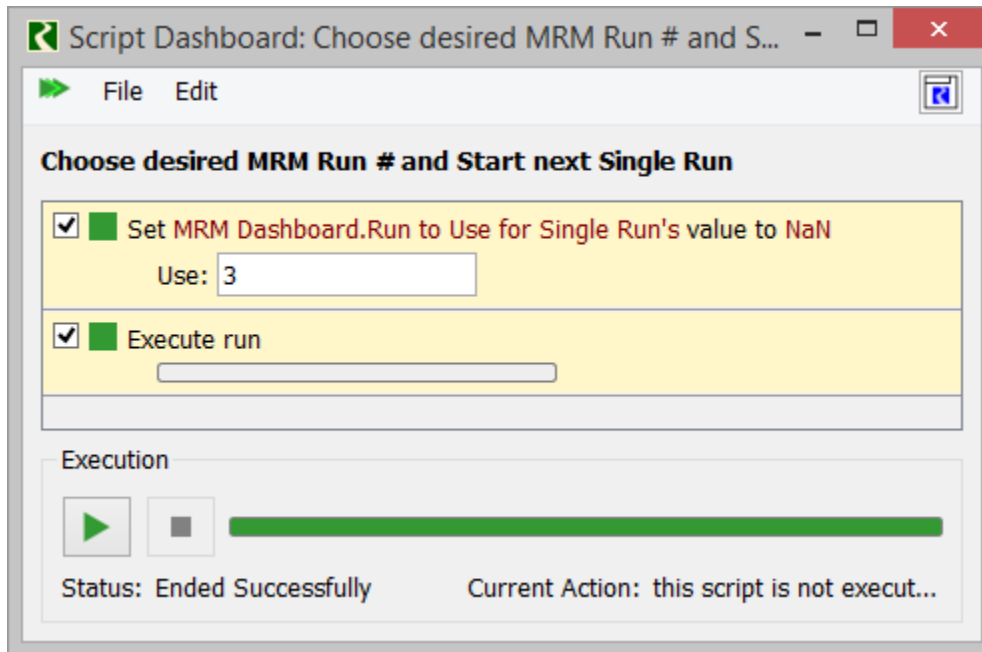 Script Dashboard: Choose desired MRM Run # and S...
File Edit
Choose desired MRM Run # and Start next Single Run
Set MRM Dashboard.Run to Use for Single Run's value to NaN
Use: 3
Execute run
Execution
Status: Ended Successfully Current Action: this script is not execut...